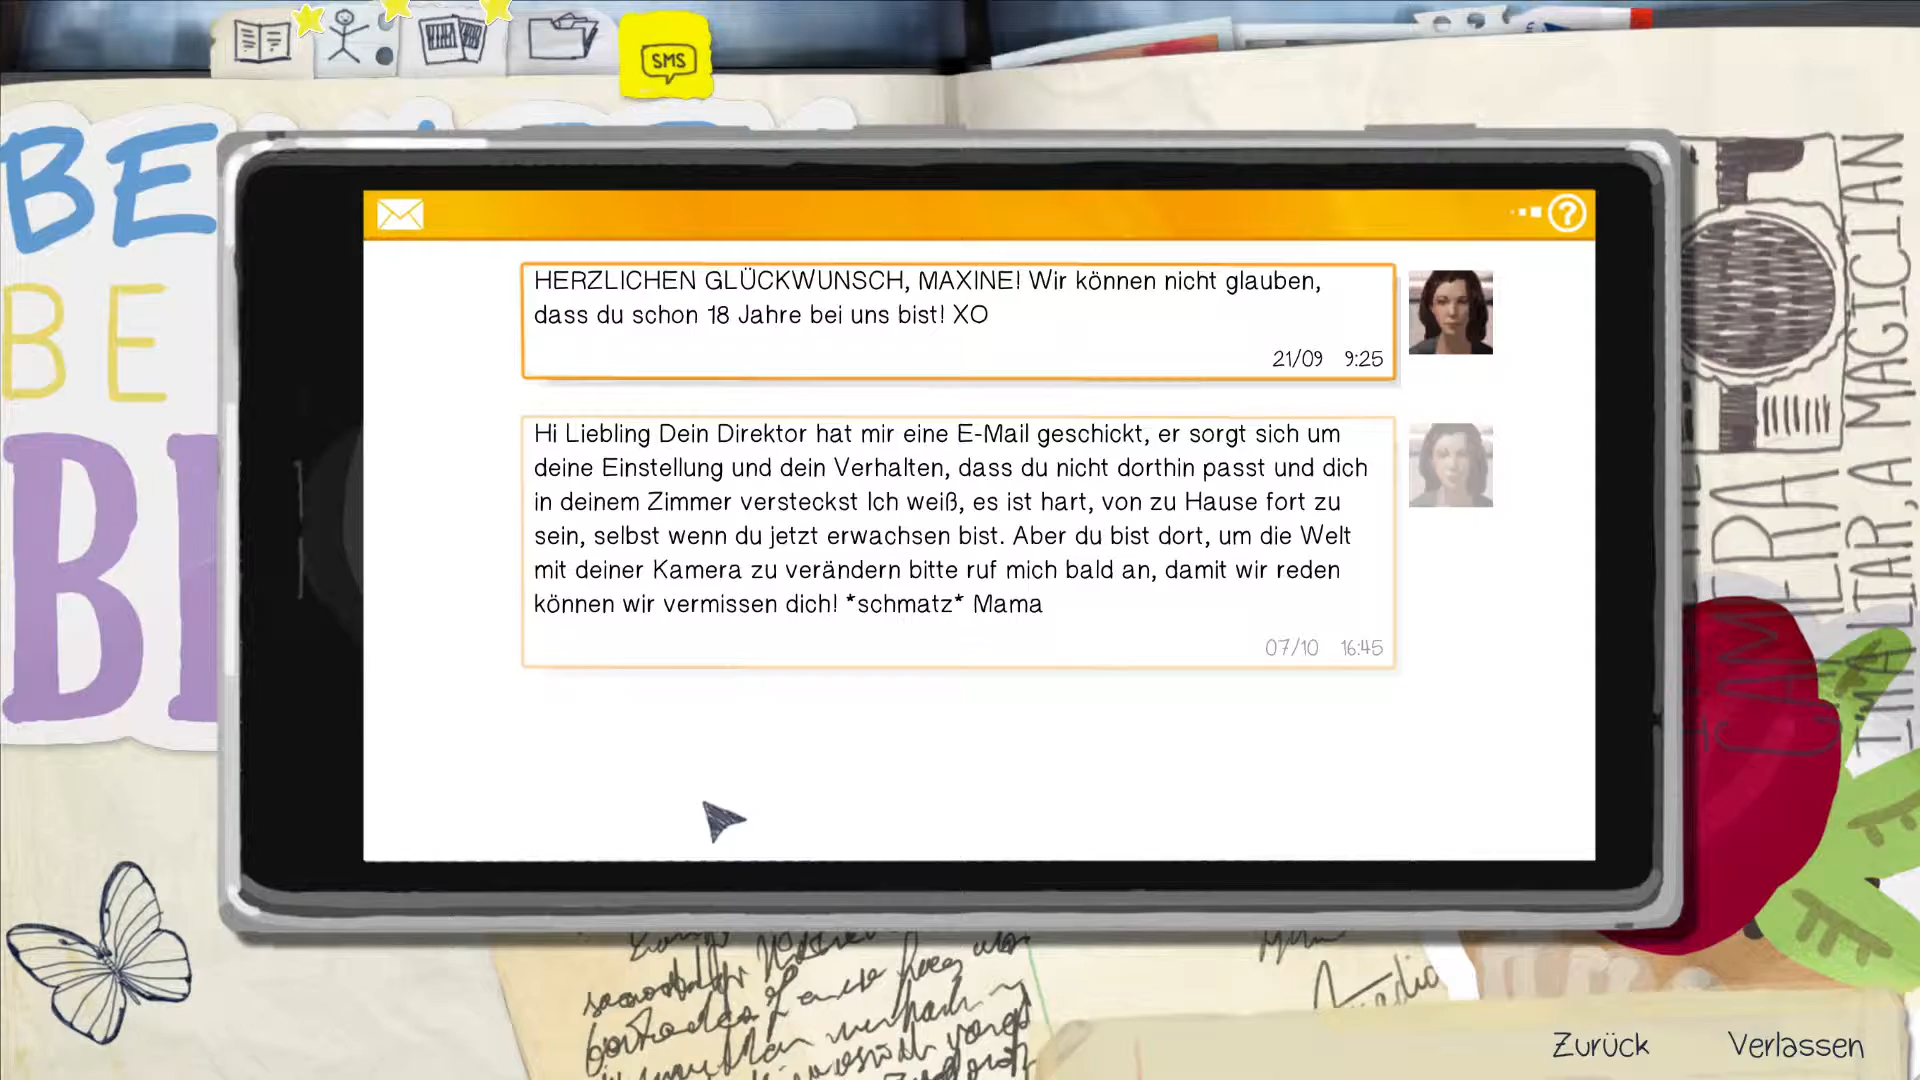 SMS
BE
BE
HERZLICHEN GLÜCKWUNSCH, MAXINE! Wir können nicht glauben,
dass du schon 18 Jahre bei uns bist! XO
21/09 9:25
Hi Liebling Dein Direktor hat mir eine E-Mail geschickt, er sorgt sich um
deine Einstellung und dein Verhalten, dass du nicht dorthin passt und dich
in deinem Zimmer versteckst Ich weiß, es ist hart, von zu Hause fort zu
sein, selbst wenn du jetzt erwachsen bist. Aber du bist dort, um die Welt
mit deiner Kamera zu verändern bitte ruf mich bald an, damit wir reden
können wir vermissen dich! *schmatz* Mama
07/10 16:45
CAMERA
LIAR, A MAGICIAN
Zurück Verlassen